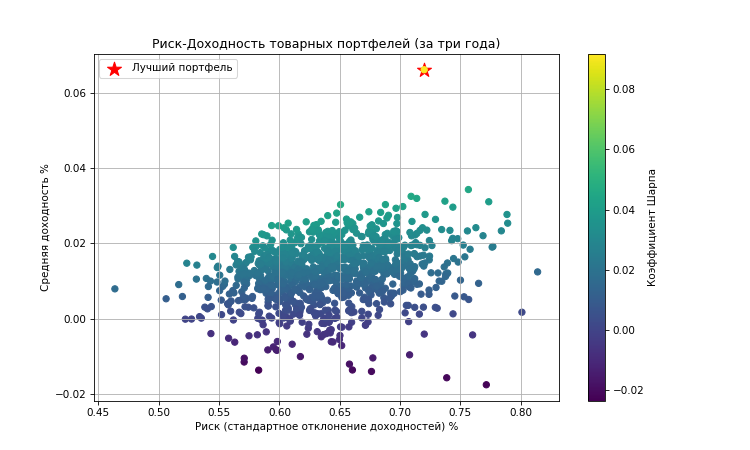 Риск-Доходность товарных портфелей (за три года)
Лучший портфель
Средняя доходность %
0.06
0.04
0.02
0.00
−0.02
0.45 0.50 0.55 0.60 0.65 0.70 0.75 0.80
Риск (стандартное отклонение доходностей) %
0.08
0.06
0.04
0.02
0.00
−0.02
Коэффициент Шарпа